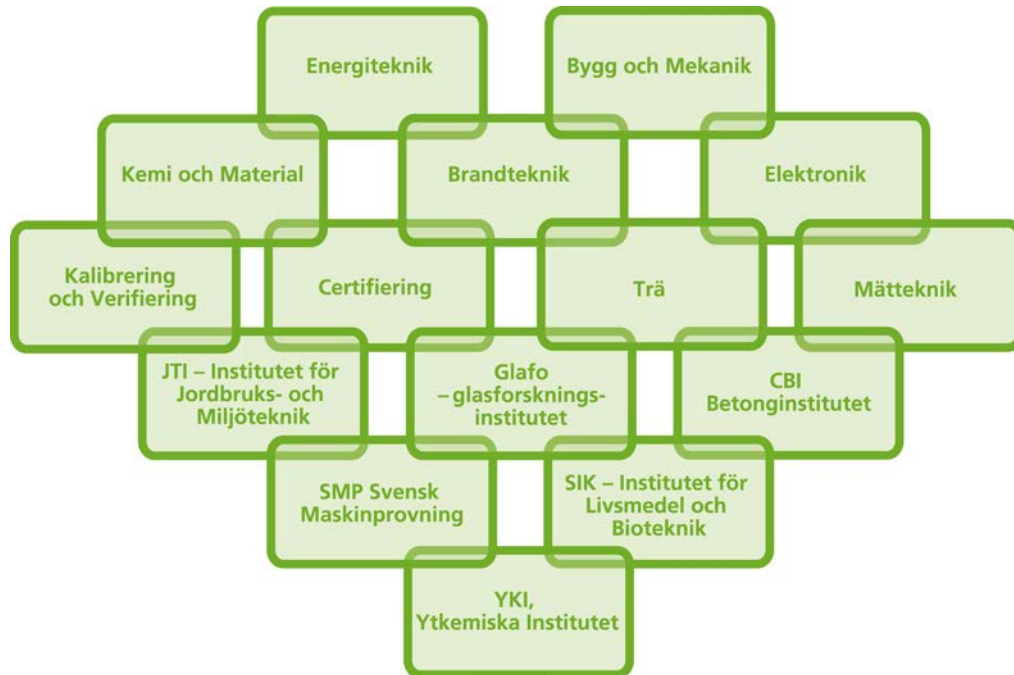 Energiteknik
Bygg och Mekanik
Kemi och Material
Brandteknik
Elektronik
Kalibrering
och Verifiering
Certifiering
Trä
Mätteknik
JTI – Institutet för
Jordbruks- och
Miljöteknik
Glafo
–glasforsknings-
institutet
CBI
Betonginstitutet
SMP Svensk
Maskinprovning
SIK – Institutet för
Livsmedel och
Bioteknik
YKI,
Ytkemiska Institutet